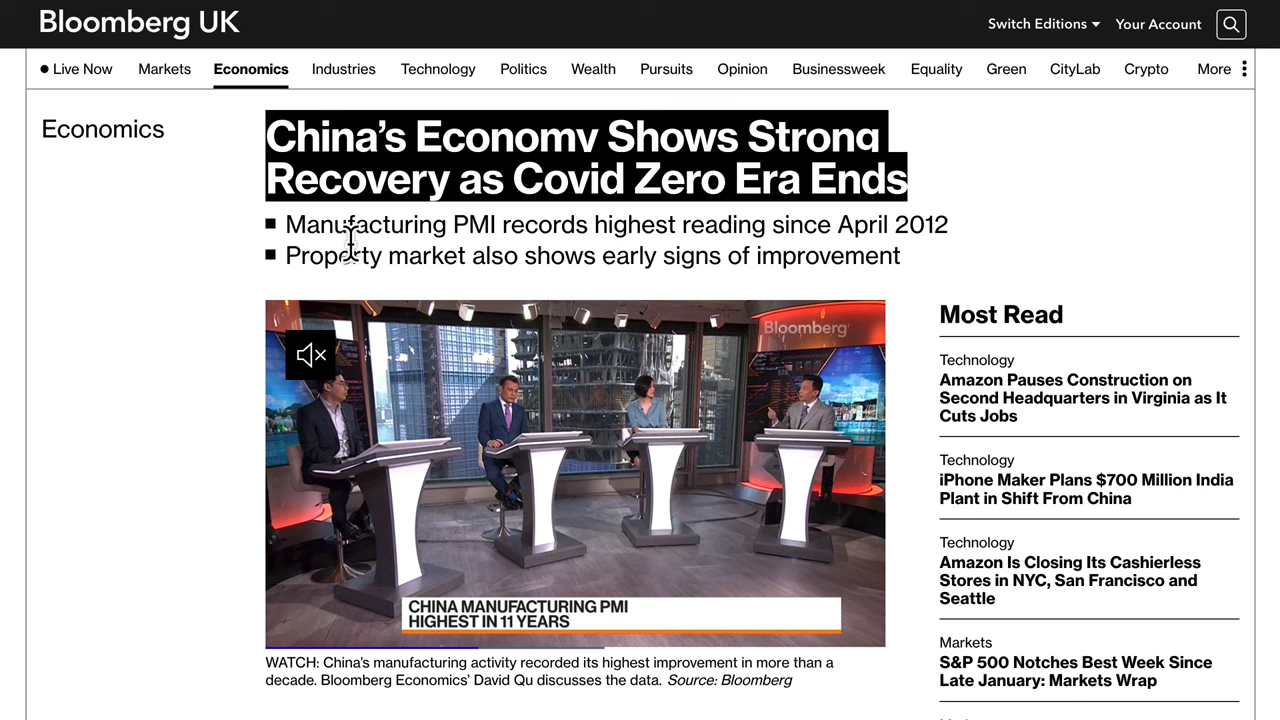 Bloomberg UK
Switch Editions
Your Account
Live Now
Markets
Economics
Industries
Technology
Politics
Wealth
Pursuits
Opinion
Businessweek
Equality
Green
CityLab
Crypto
More
Economics
China’s Economy Shows Strong
Recovery as Covid Zero Era Ends
Manufacturing PMI records highest reading since April 2012
Property market also shows early signs of improvement
Bloomberg
CHINA MANUFACTURING PMI
HIGHEST IN 11 YEARS
WATCH: China’s manufacturing activity recorded its highest improvement in more than a
decade. Bloomberg Economics’ David Qu discusses the data. Source: Bloomberg
Most Read
Technology
Amazon Pauses Construction on
Second Headquarters in Virginia as It
Cuts Jobs
Technology
iPhone Maker Plans $700 Million India
Plant in Shift From China
Technology
Amazon Is Closing Its Cashierless
Stores in NYC, San Francisco and
Seattle
Markets
S&P 500 Notches Best Week Since
Late January: Markets Wrap